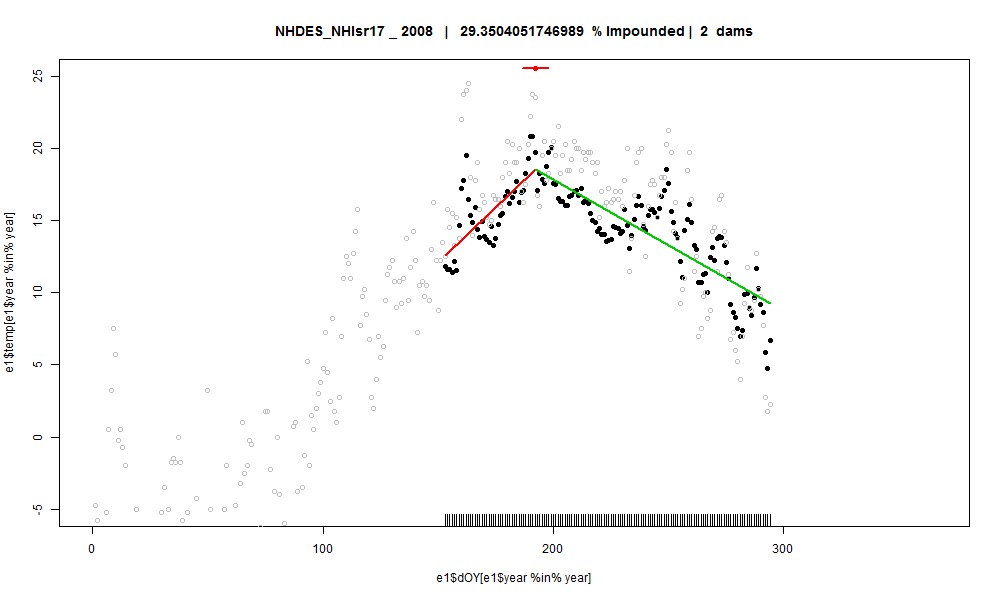 NHDES_NHIsr17 _ 2008 | 29.3504051746989 % Impounded | 2 dams
e1$temp[e1$year %in% year]
25
20
15
10
5
0
-5
0 100 200 300
e1$dOY[e1$year %in% year]